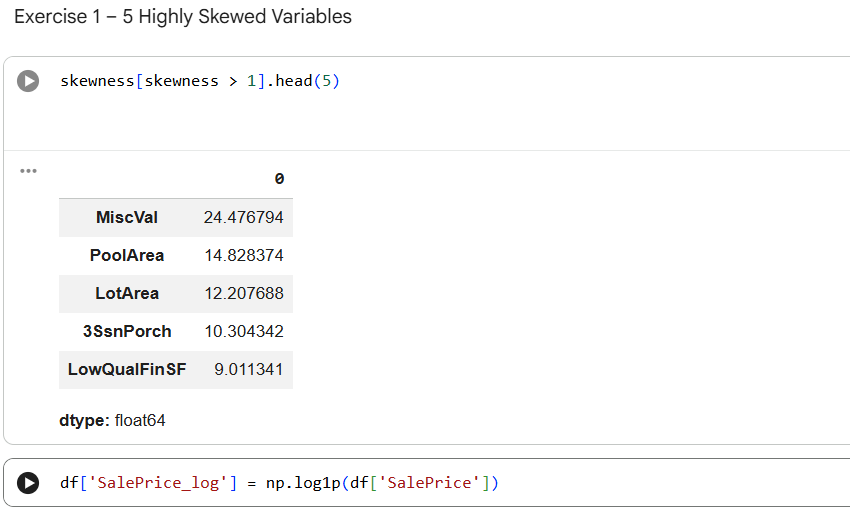 Exercise 1 – 5 Highly Skewed Variables
skewness[skewness > 1].head(5)
0
MiscVal 24.476794
PoolArea 14.828374
LotArea 12.207688
3SsnPorch 10.304342
LowQualFinSF 9.011341
dtype: float64
df['SalePrice_log'] = np.log1p(df['SalePrice'])